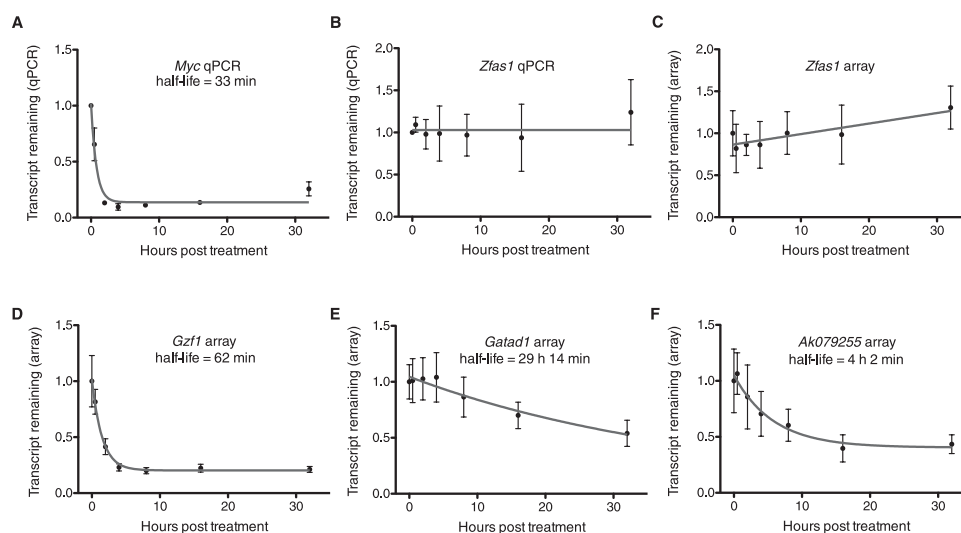 A
Myc qPCR
half-life = 33 min
Transcript remaining (qPCR)
1.5
1.0
0.5
0.0
0 10 20 30
Hours post treatment
B
Zfas1 qPCR
Transcript remaining (qPCR)
2.0
1.5
1.0
0.5
0.0
0 10 20 30
Hours post treatment
C
Zfas1 array
Transcript remaining (array)
2.0
1.5
1.0
0.5
0.0
0 10 20 30
Hours post treatment
D
Gzf1 array
half-life = 62 min
Transcript remaining (array)
1.5
1.0
0.5
0.0
0 10 20 30
Hours post treatment
E
Gatad1 array
half-life = 29 h 14 min
Transcript remaining (array)
1.5
1.0
0.5
0.0
0 10 20 30
Hours post treatment
F
Ak079255 array
half-life = 4 h 2 min
Transcript remaining (array)
1.5
1.0
0.5
0.0
0 10 20 30
Hours post treatment